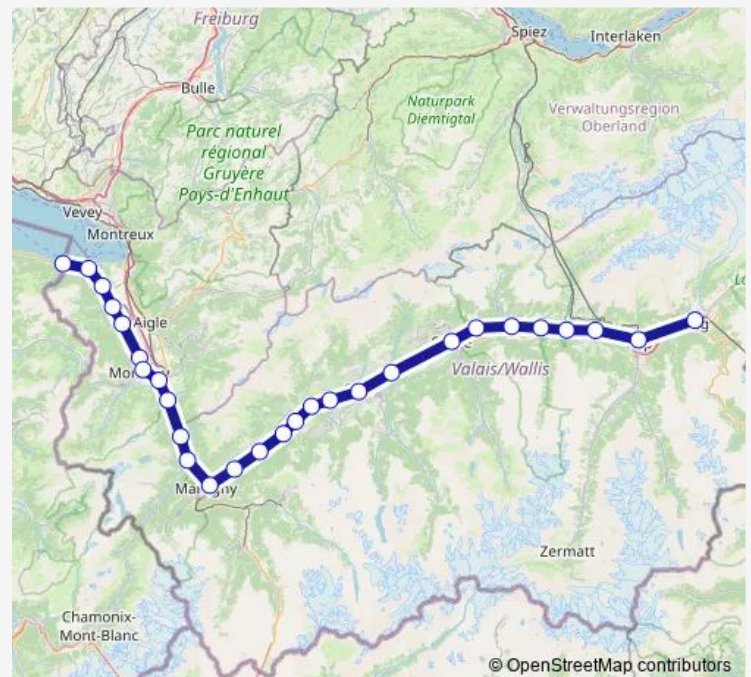 Freiburg
Spiez
Interlaken
Bulle
Naturpark
Diemtigtal
Verwaltungsregion
Oberland
Parc naturel
régional
Gruyère
Pays-d'Enhaut
Vevey
Montreux
Aigle
Valais/Wallis
Zermatt
Chamonix-
Mont-Blanc
© OpenStreetMap contributors